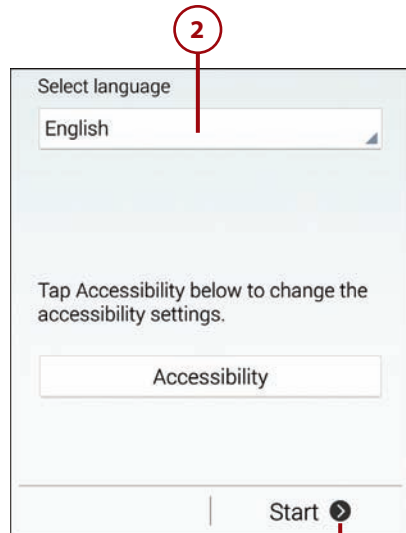 2
Select language
English
Tap Accessibility below to change the
accessibility settings.
Accessibility
Start